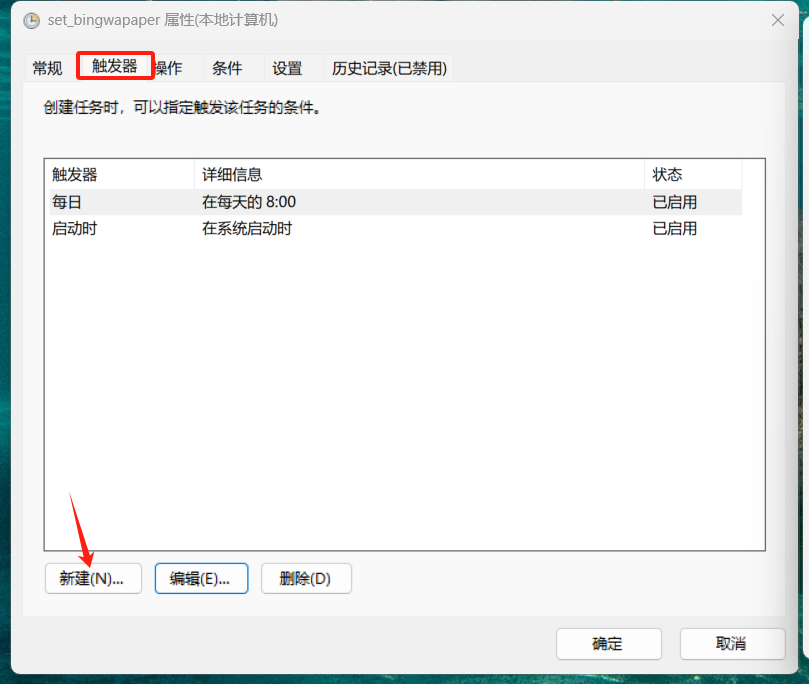 set_bingwapaper 属性(本地计算机)
常规 触发器 操作 条件 设置 历史记录(已禁用)
创建任务时，可以指定触发该任务的条件。
触发器 详细信息 状态
每日 在每天的 8:00 已启用
启动时 在系统启动时 已启用
新建(N)... 编辑(E)... 删除(D)
确定 取消